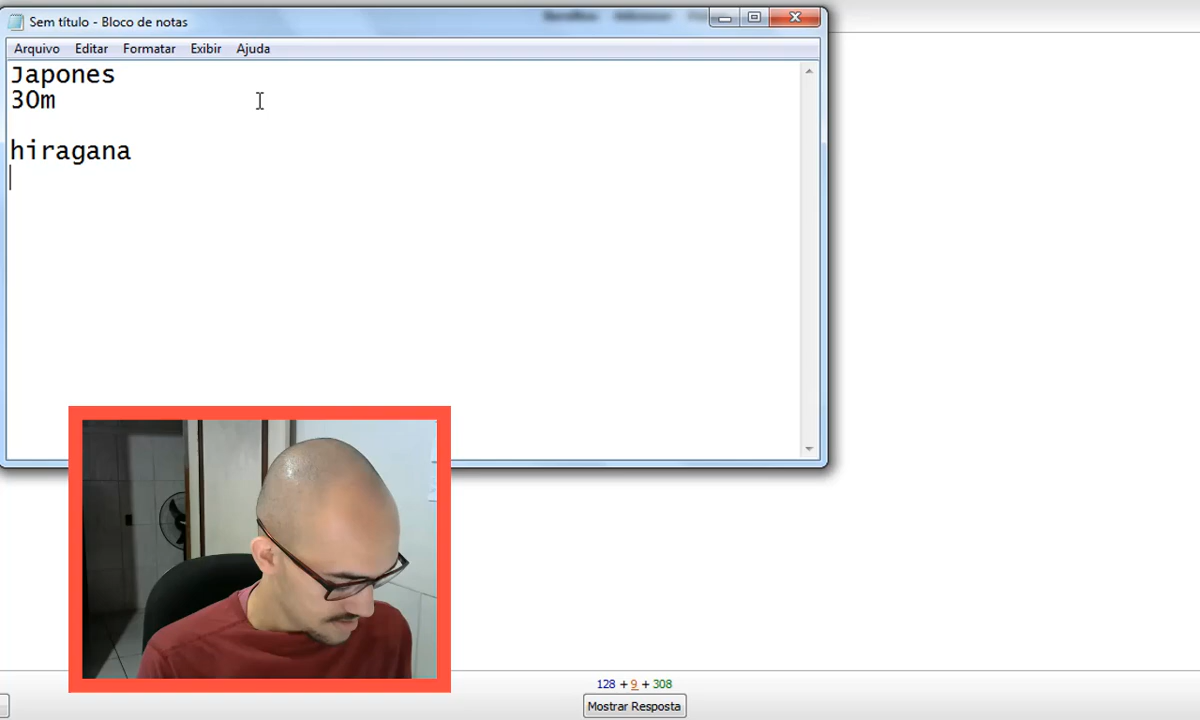 Sem título - Bloco de notas
Arquivo Editar Formatar Exibir Ajuda
Japones
30m
hiragana
128 + 9 + 308
Mostrar Resposta